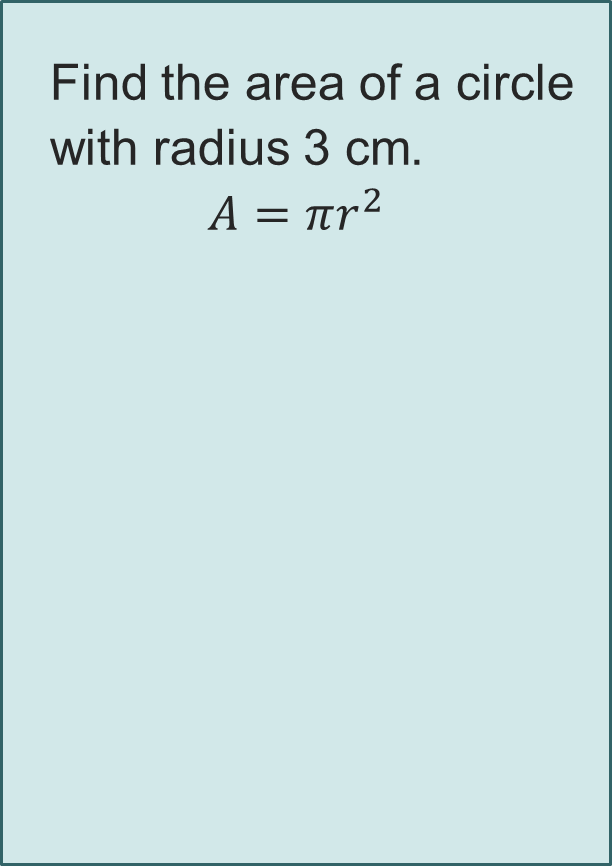 Find the area of a circle
with radius 3 cm.
𝐴 = 𝜋𝑟²